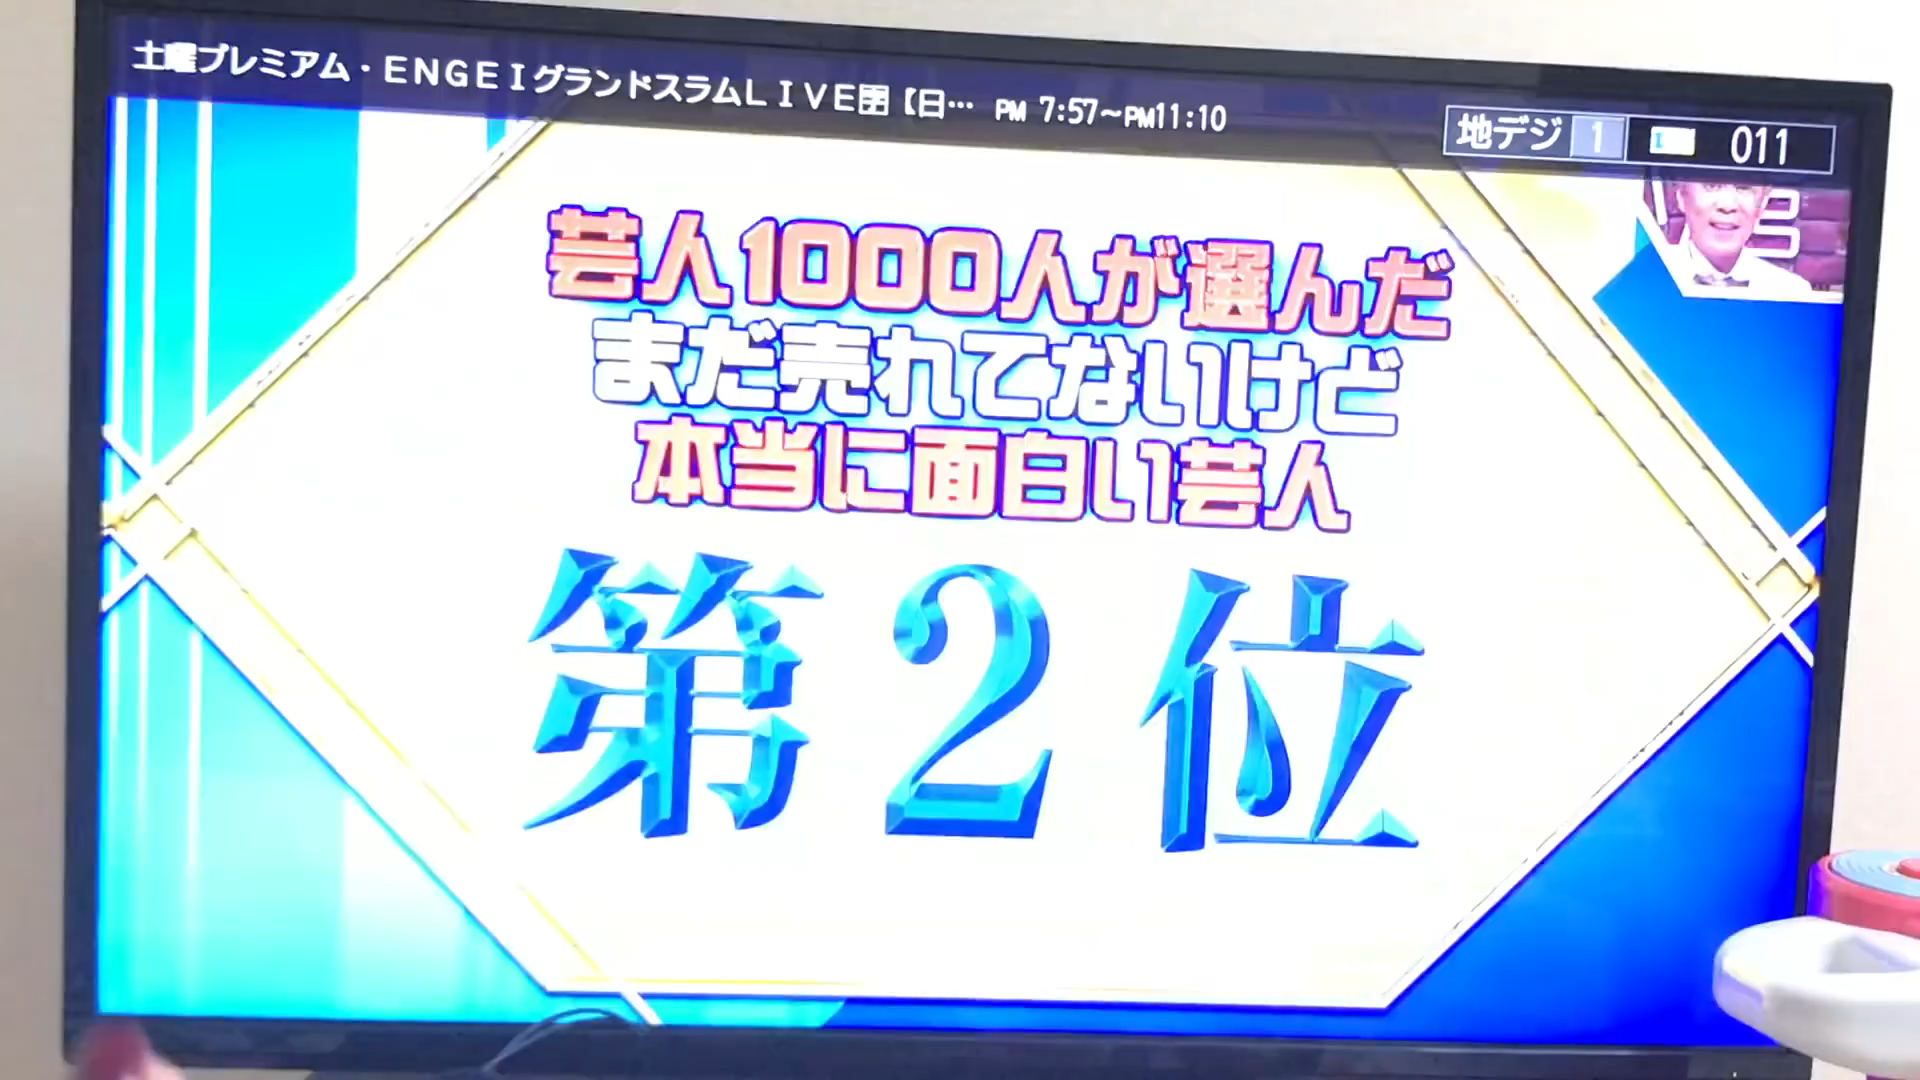 土曜プレミアム・ENGEIグランドスラムLIVE🈑【日… PM 7:57～PM11:10
地デジ 1 011
芸人1000人が選んだ
まだ売れてないけど
本当に面白い芸人
第2位